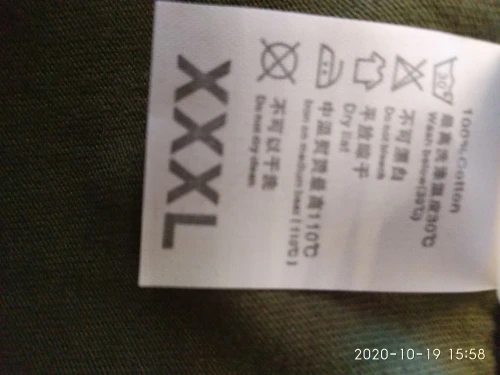 100%Cotton
30
最高洗涤温度30℃
Wash below(30℃)
不可漂白
Do not bleach
平放晾干
Dry flat
中温熨烫最高110℃
Iron on medium heat ( 110℃ )
不可以干洗
Do not dry clean
XXXL
2020-10-19 15:58